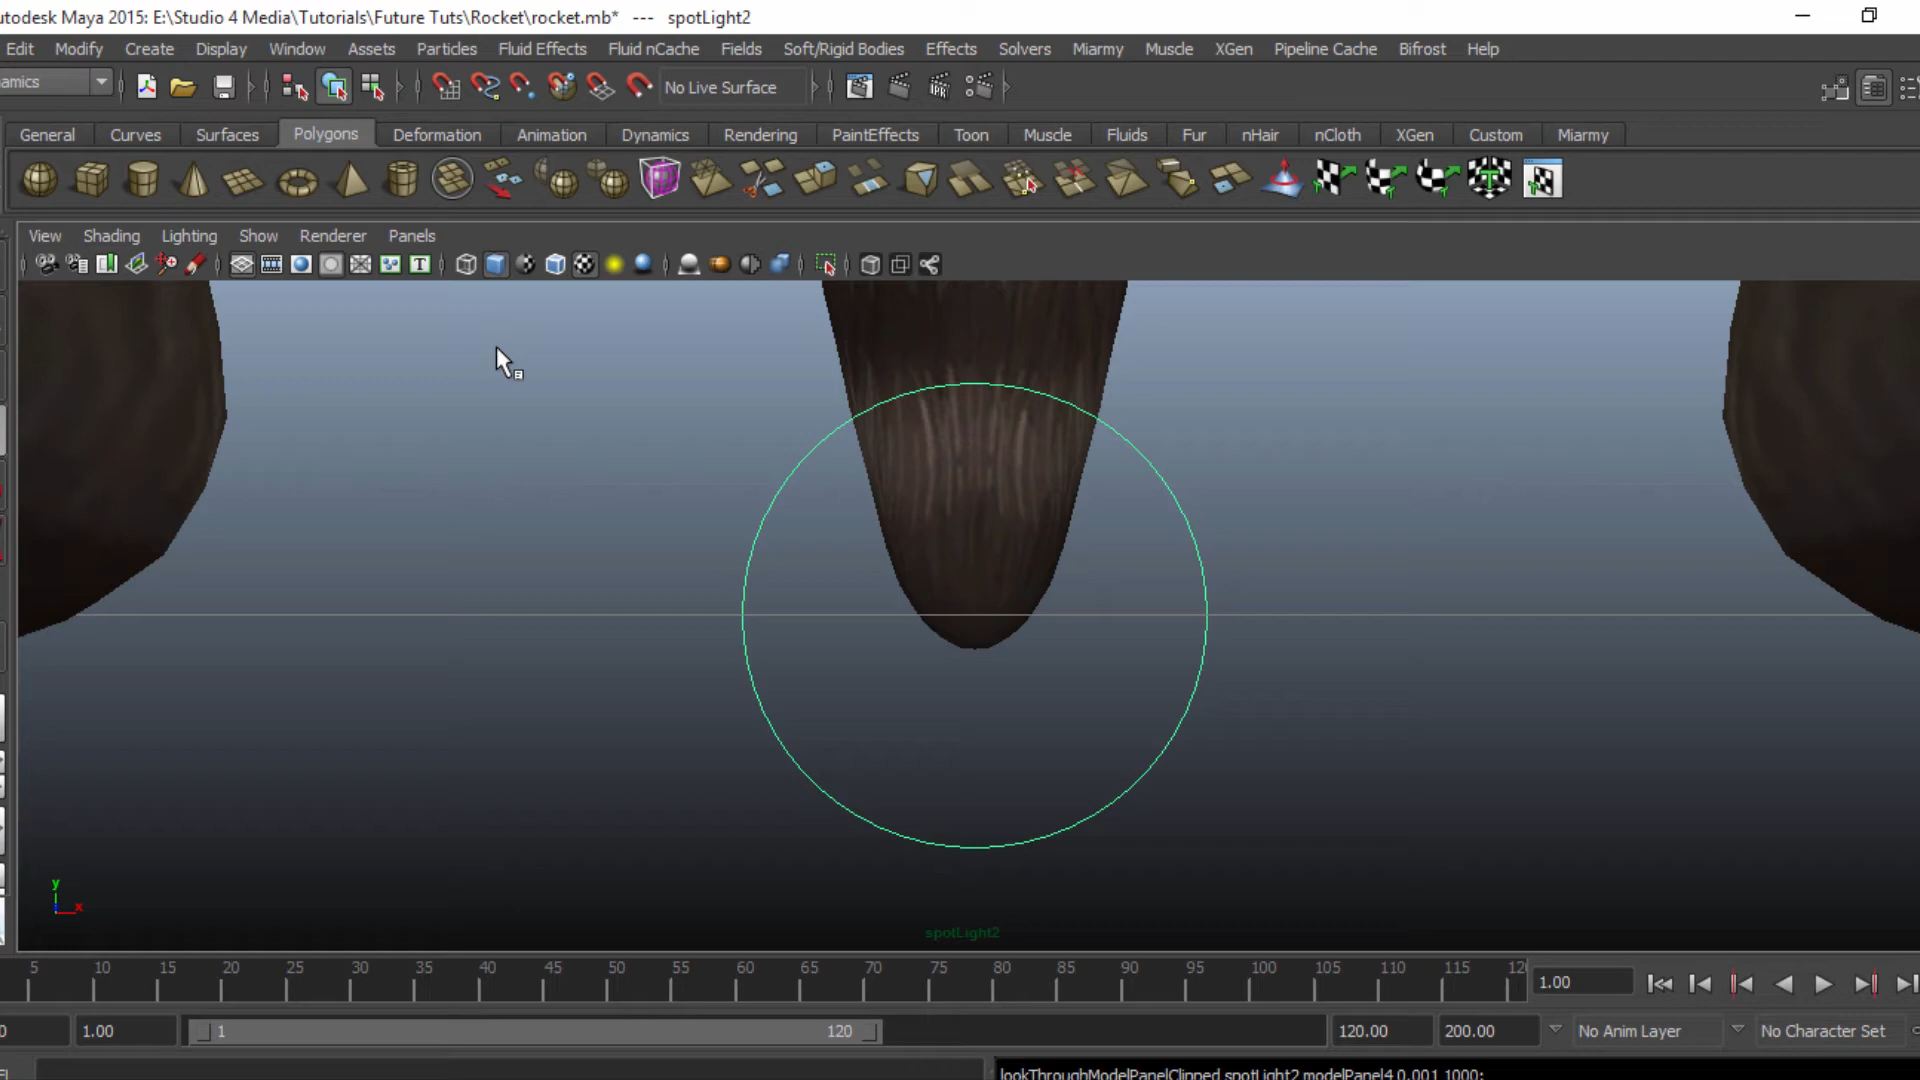 utodesk Maya 2015: E:\Studio 4 Media\Tutorials\Future Tuts\Rocket\rocket.mb* --- spotLight2
Edit Modify Create Display Window Assets Particles Fluid Effects Fluid nCache Fields Soft/Rigid Bodies Effects Solvers Miarmy Muscle XGen Pipeline Cache Bifrost Help
namics No Live Surface IPR
General Curves Surfaces Polygons Deformation Animation Dynamics Rendering PaintEffects Toon Muscle Fluids Fur nHair nCloth XGen Custom Miarmy
View Shading Lighting Show Renderer Panels
y
x
spotLight2
5 10 15 20 25 30 35 40 45 50 55 60 65 70 75 80 85 90 95 100 105 110 115 120 1.00
0 1.00 1 120 120.00 200.00 No Anim Layer No Character Set
lookThroughModelPanelClipped spotLight2 modelPanel4 0.001 1000;